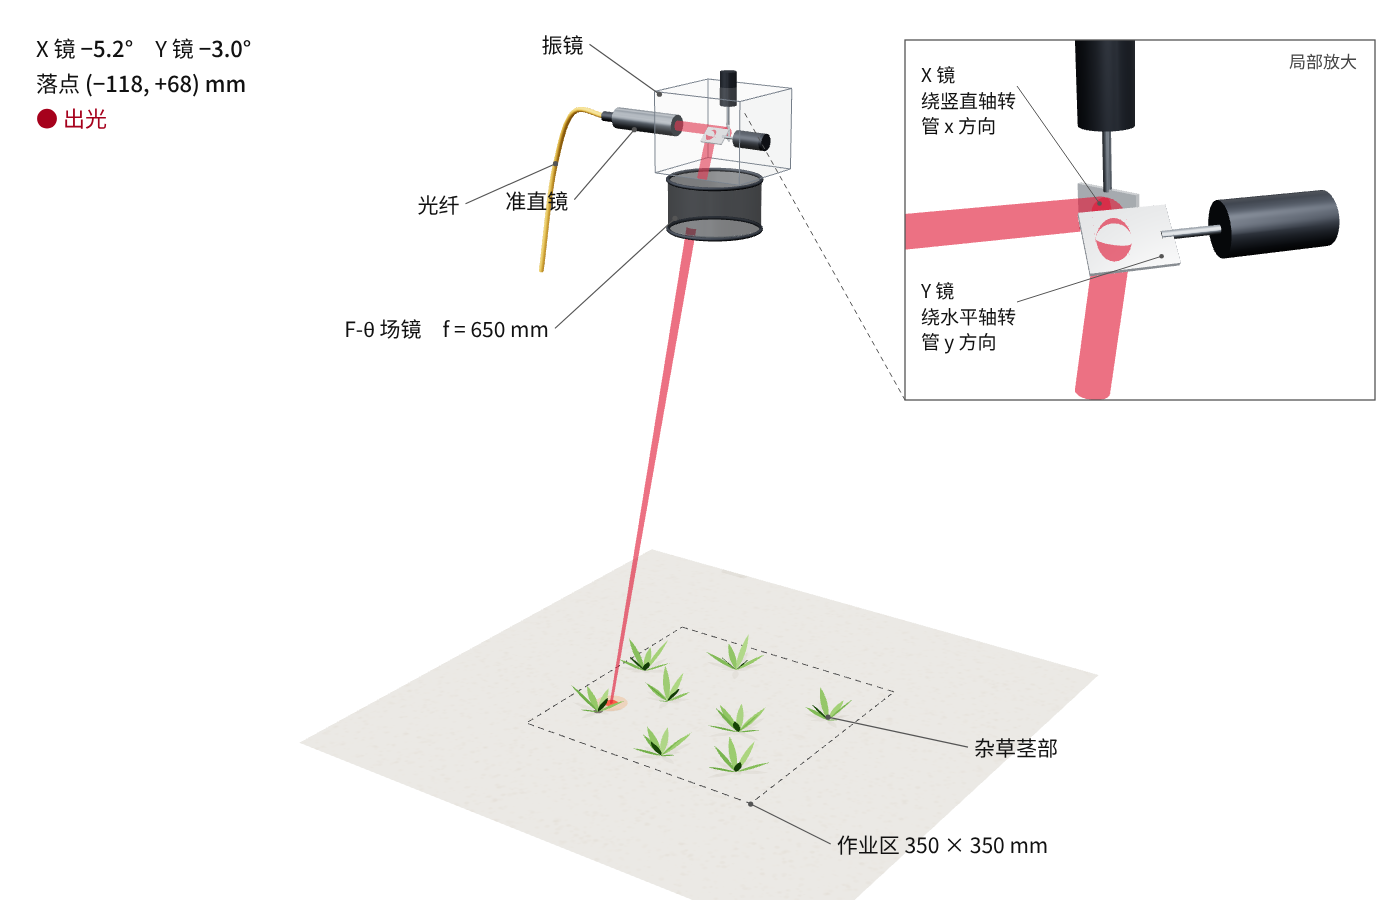 X 镜 −5.2° Y 镜 −3.0°
落点 (−118, +68) mm
出光
振镜
光纤
准直镜
F-θ 场镜 f = 650 mm
局部放大
X 镜
绕竖直轴转
管 x 方向
Y 镜
绕水平轴转
管 y 方向
杂草茎部
作业区 350 × 350 mm